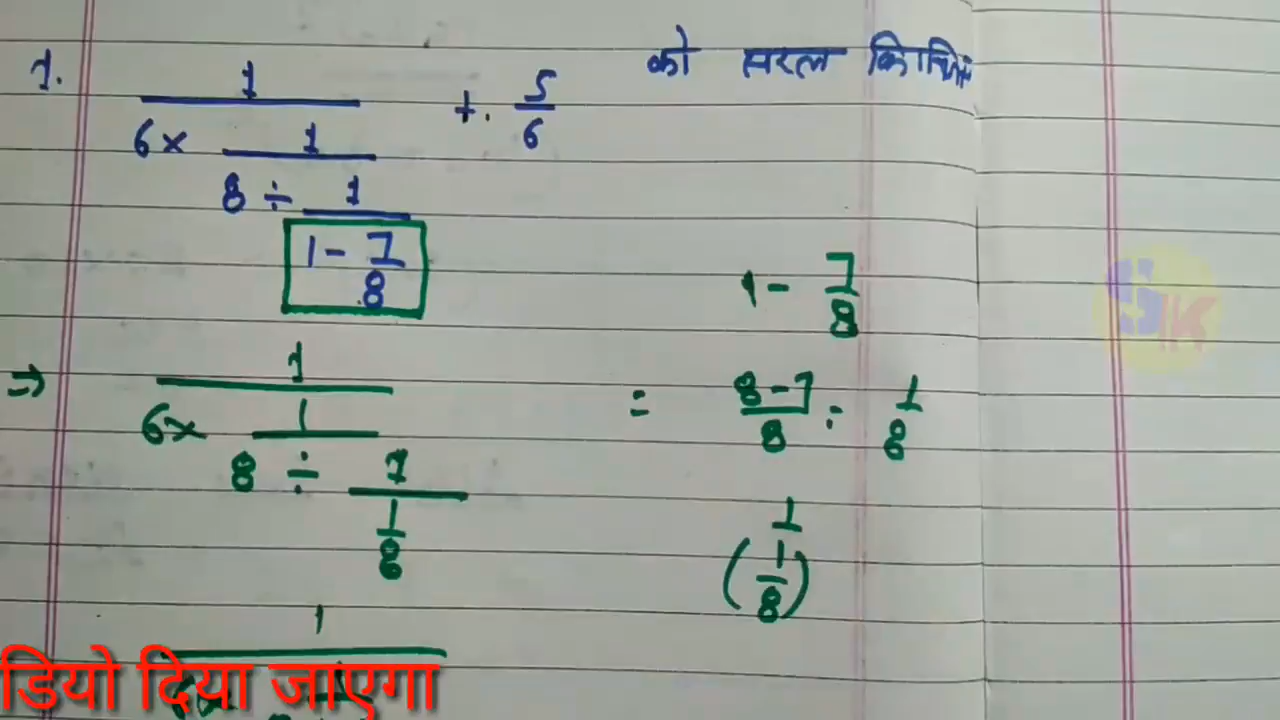 1. 1 को सरल किजिए
6 × 1 + 5/6
8 ÷ 1
1 - 7/8
1 - 7/8
⇒ 1
6 × 1 = 8 - 7/8 = 1/8
8 ÷ 1
1/8
1
(1/8)
1
डियो दिया जाएगा